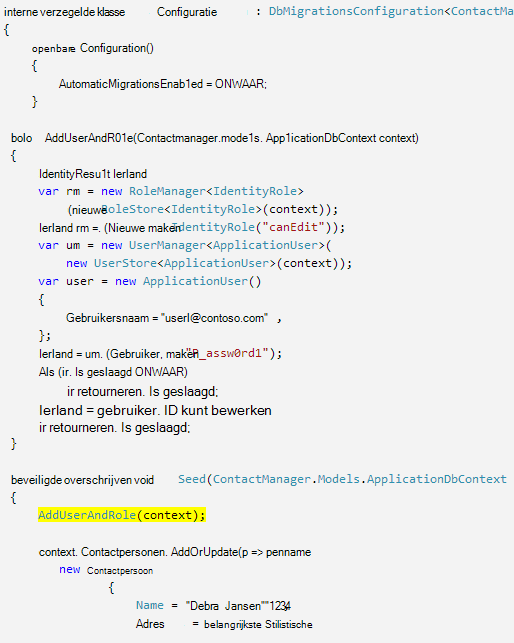 interne verzegelde klasse Configuratie : DbMigrationsConfiguration<ContactMa
{
openbare Configuration()
{
AutomaticMigrationsEnab1ed = ONWAAR;
}
bolo AddUserAndR01e(Contactmanager.mode1s. App1icationDbContext context)
{
IdentityResu1t Ierland
var rm = new RoleManager<IdentityRole>
(nieuwe RoleStore<IdentityRole>(context));
Ierland rm =. (Nieuwe maken IdentityRole("canEdit"));
var um = new UserManager<ApplicationUser>(
new UserStore<ApplicationUser>(context));
var user = new ApplicationUser()
{
Gebruikersnaam = "userl@contoso.com" ,
};
Ierland = um. (Gebruiker, maken "P_assw0rd1");
Als (ir. Is geslaagd ONWAAR)
ir retourneren. Is geslaagd;
Ierland = gebruiker. ID kunt bewerken
ir retourneren. Is geslaagd;
}
beveiligde overschrijven void Seed(ContactManager.Models.ApplicationDbContext
{
AddUserAndRole(context);
context. Contactpersonen. AddOrUpdate(p => penname
new Contactpersoon
{
Name = "Debra Jansen""1234
Adres = belangrijkste Stilistische